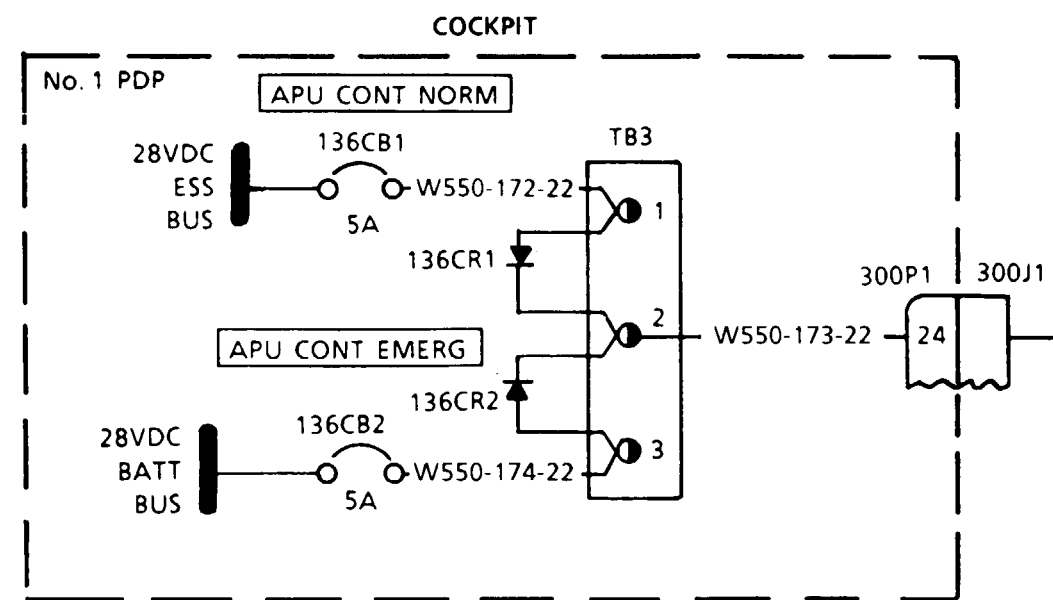 COCKPIT
No. 1 PDP
APU CONT NORM
136CB1
TB3
28VDC
ESS
BUS
W550-172-22
1
5A
136CR1
300P1
300J1
2
W550-173-22
24
APU CONT EMERG
136CR2
136CB2
28VDC
BATT
BUS
3
W550-174-22
5A